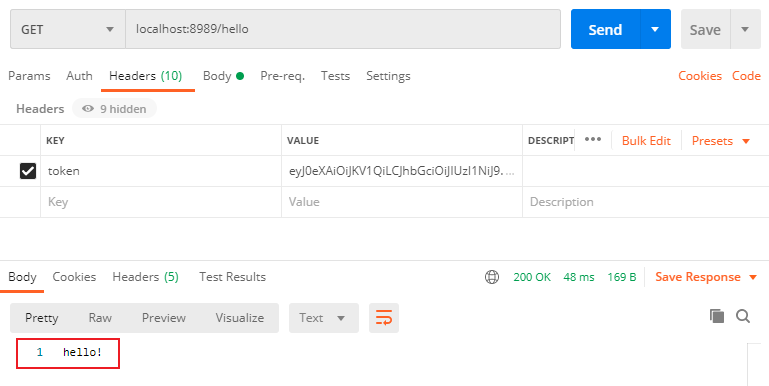 GET localhost:8989/hello Send Save
Params Auth Headers (10) Body Pre-req. Tests Settings Cookies Code
Headers 9 hidden
KEY VALUE DESCRIPT ••• Bulk Edit Presets
token eyJ0eXAiOiJKV1QiLCJhbGciOiJIUzI1NiJ9. ...
Key Value Description
Body Cookies Headers (5) Test Results 200 OK 48 ms 169 B Save Response
Pretty Raw Preview Visualize Text
1 hello!